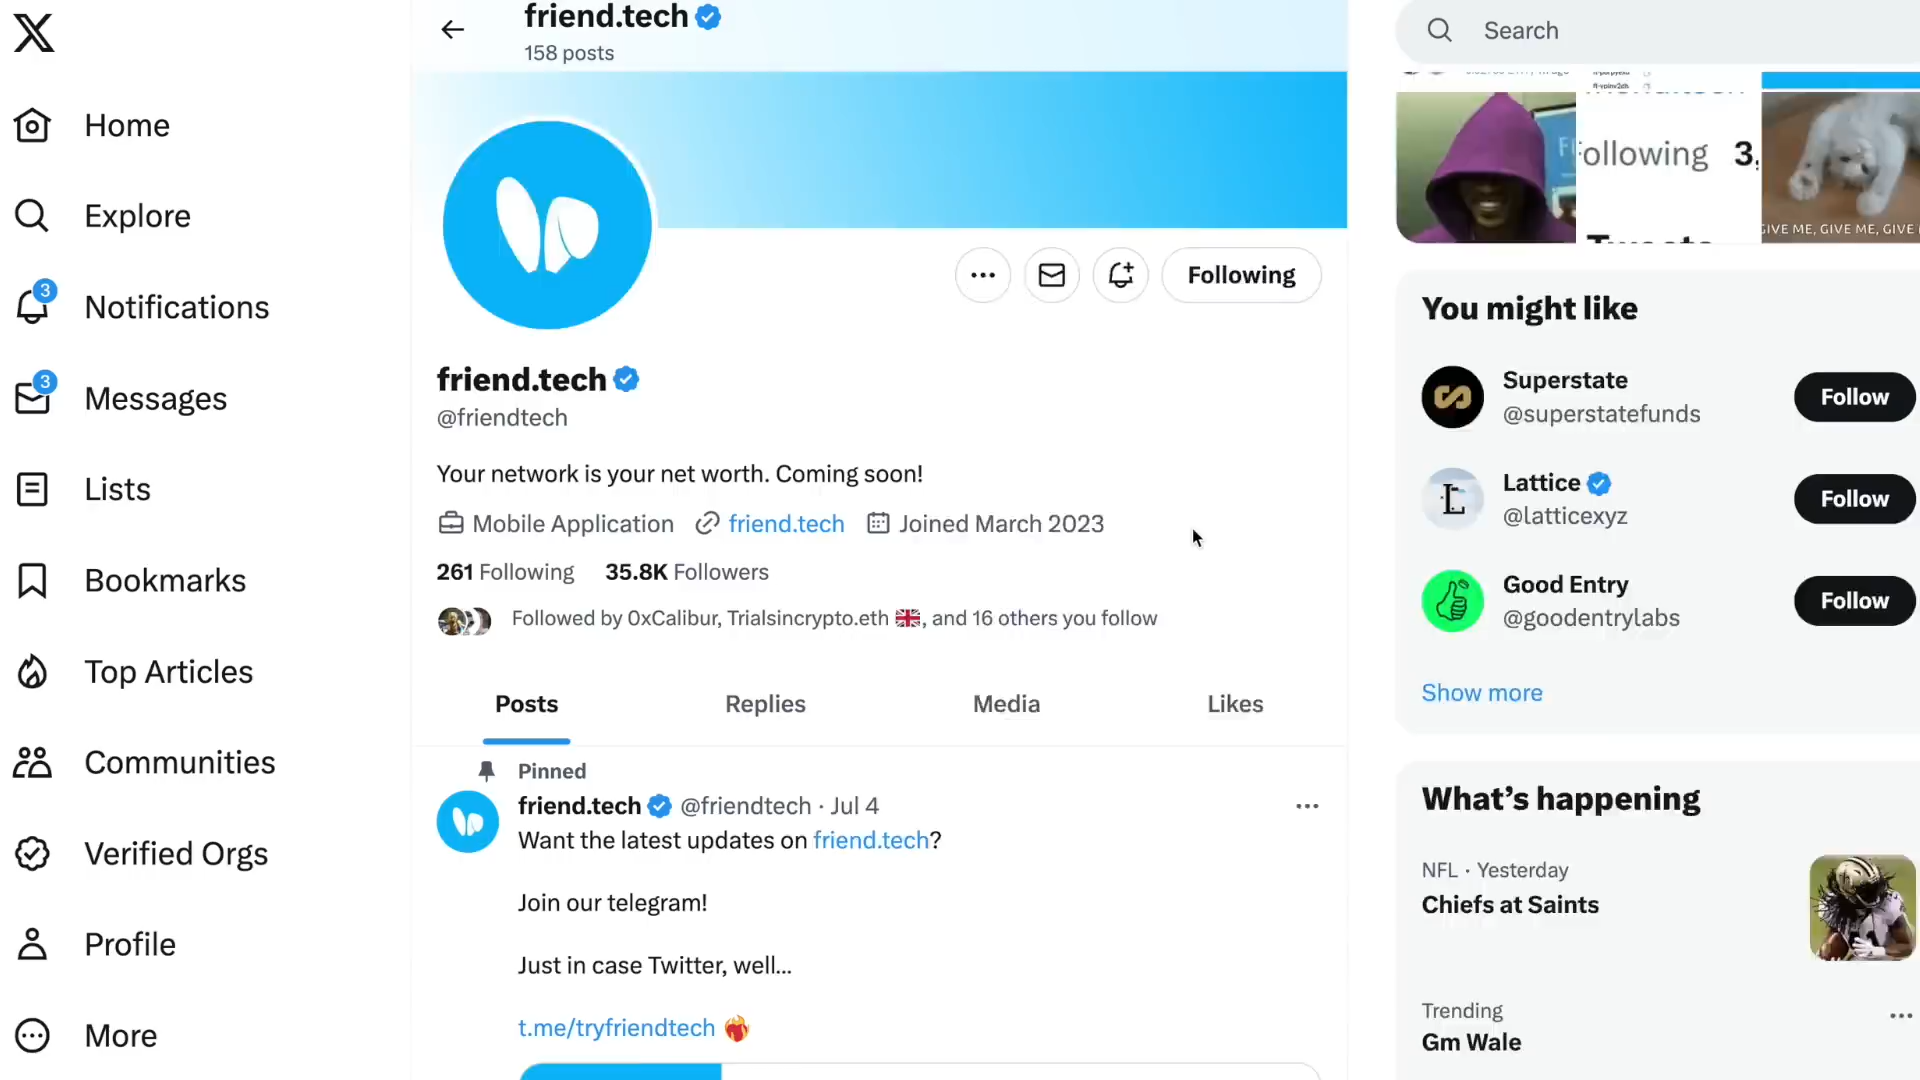 friend.tech
158 posts
Search
Home
Explore
3
Notifications
3
Messages
Lists
Bookmarks
Top Articles
Communities
Verified Orgs
Profile
More
Following
friend.tech
@friendtech
Your network is your net worth. Coming soon!
Mobile Application friend.tech Joined March 2023
261 Following 35.8K Followers
Followed by 0xCalibur, Trialsincrypto.eth 🇬🇧, and 16 others you follow
Posts Replies Media Likes
Pinned
friend.tech @friendtech · Jul 4
Want the latest updates on friend.tech?
Join our telegram!
Just in case Twitter, well...
t.me/tryfriendtech ❤️‍🔥
ollowing 3,
GIVE ME, GIVE ME, GIVE
You might like
Superstate
@superstatefunds
Follow
Lattice
@latticexyz
Follow
Good Entry
@goodentrylabs
Follow
Show more
What's happening
NFL · Yesterday
Chiefs at Saints
Trending
Gm Wale